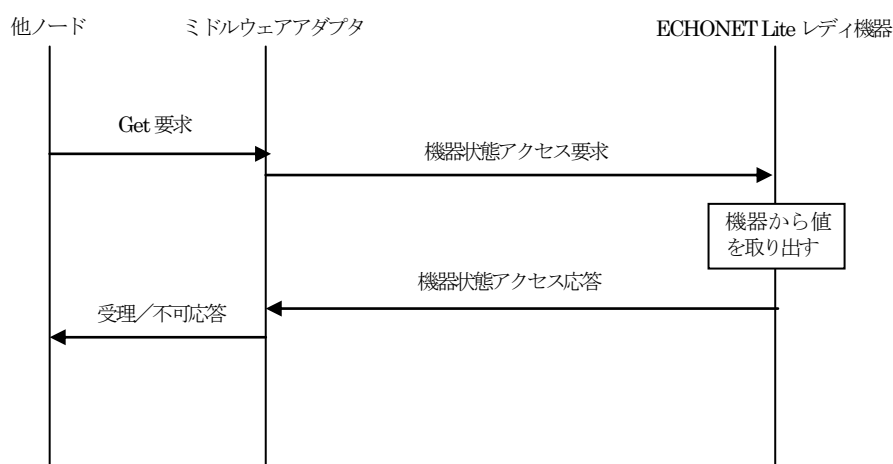 他ノード
ミドルウェアアダプタ
ECHONET Lite レディ機器
Get 要求
機器状態アクセス要求
機器から値
を取り出す
機器状態アクセス応答
受理／不可応答